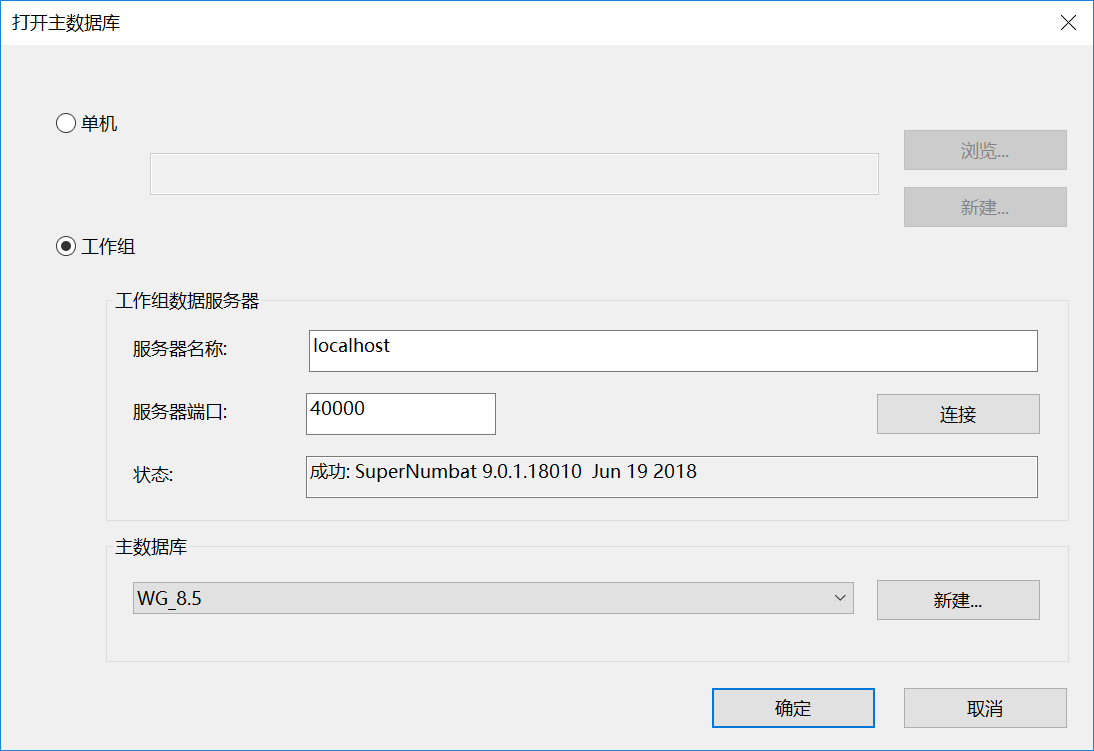 打开主数据库
单机
浏览...
新建...
工作组
工作组数据服务器
服务器名称:
localhost
服务器端口:
40000
连接
状态:
成功: SuperNumbat 9.0.1.18010  Jun 19 2018
主数据库
WG_8.5
新建...
确定
取消